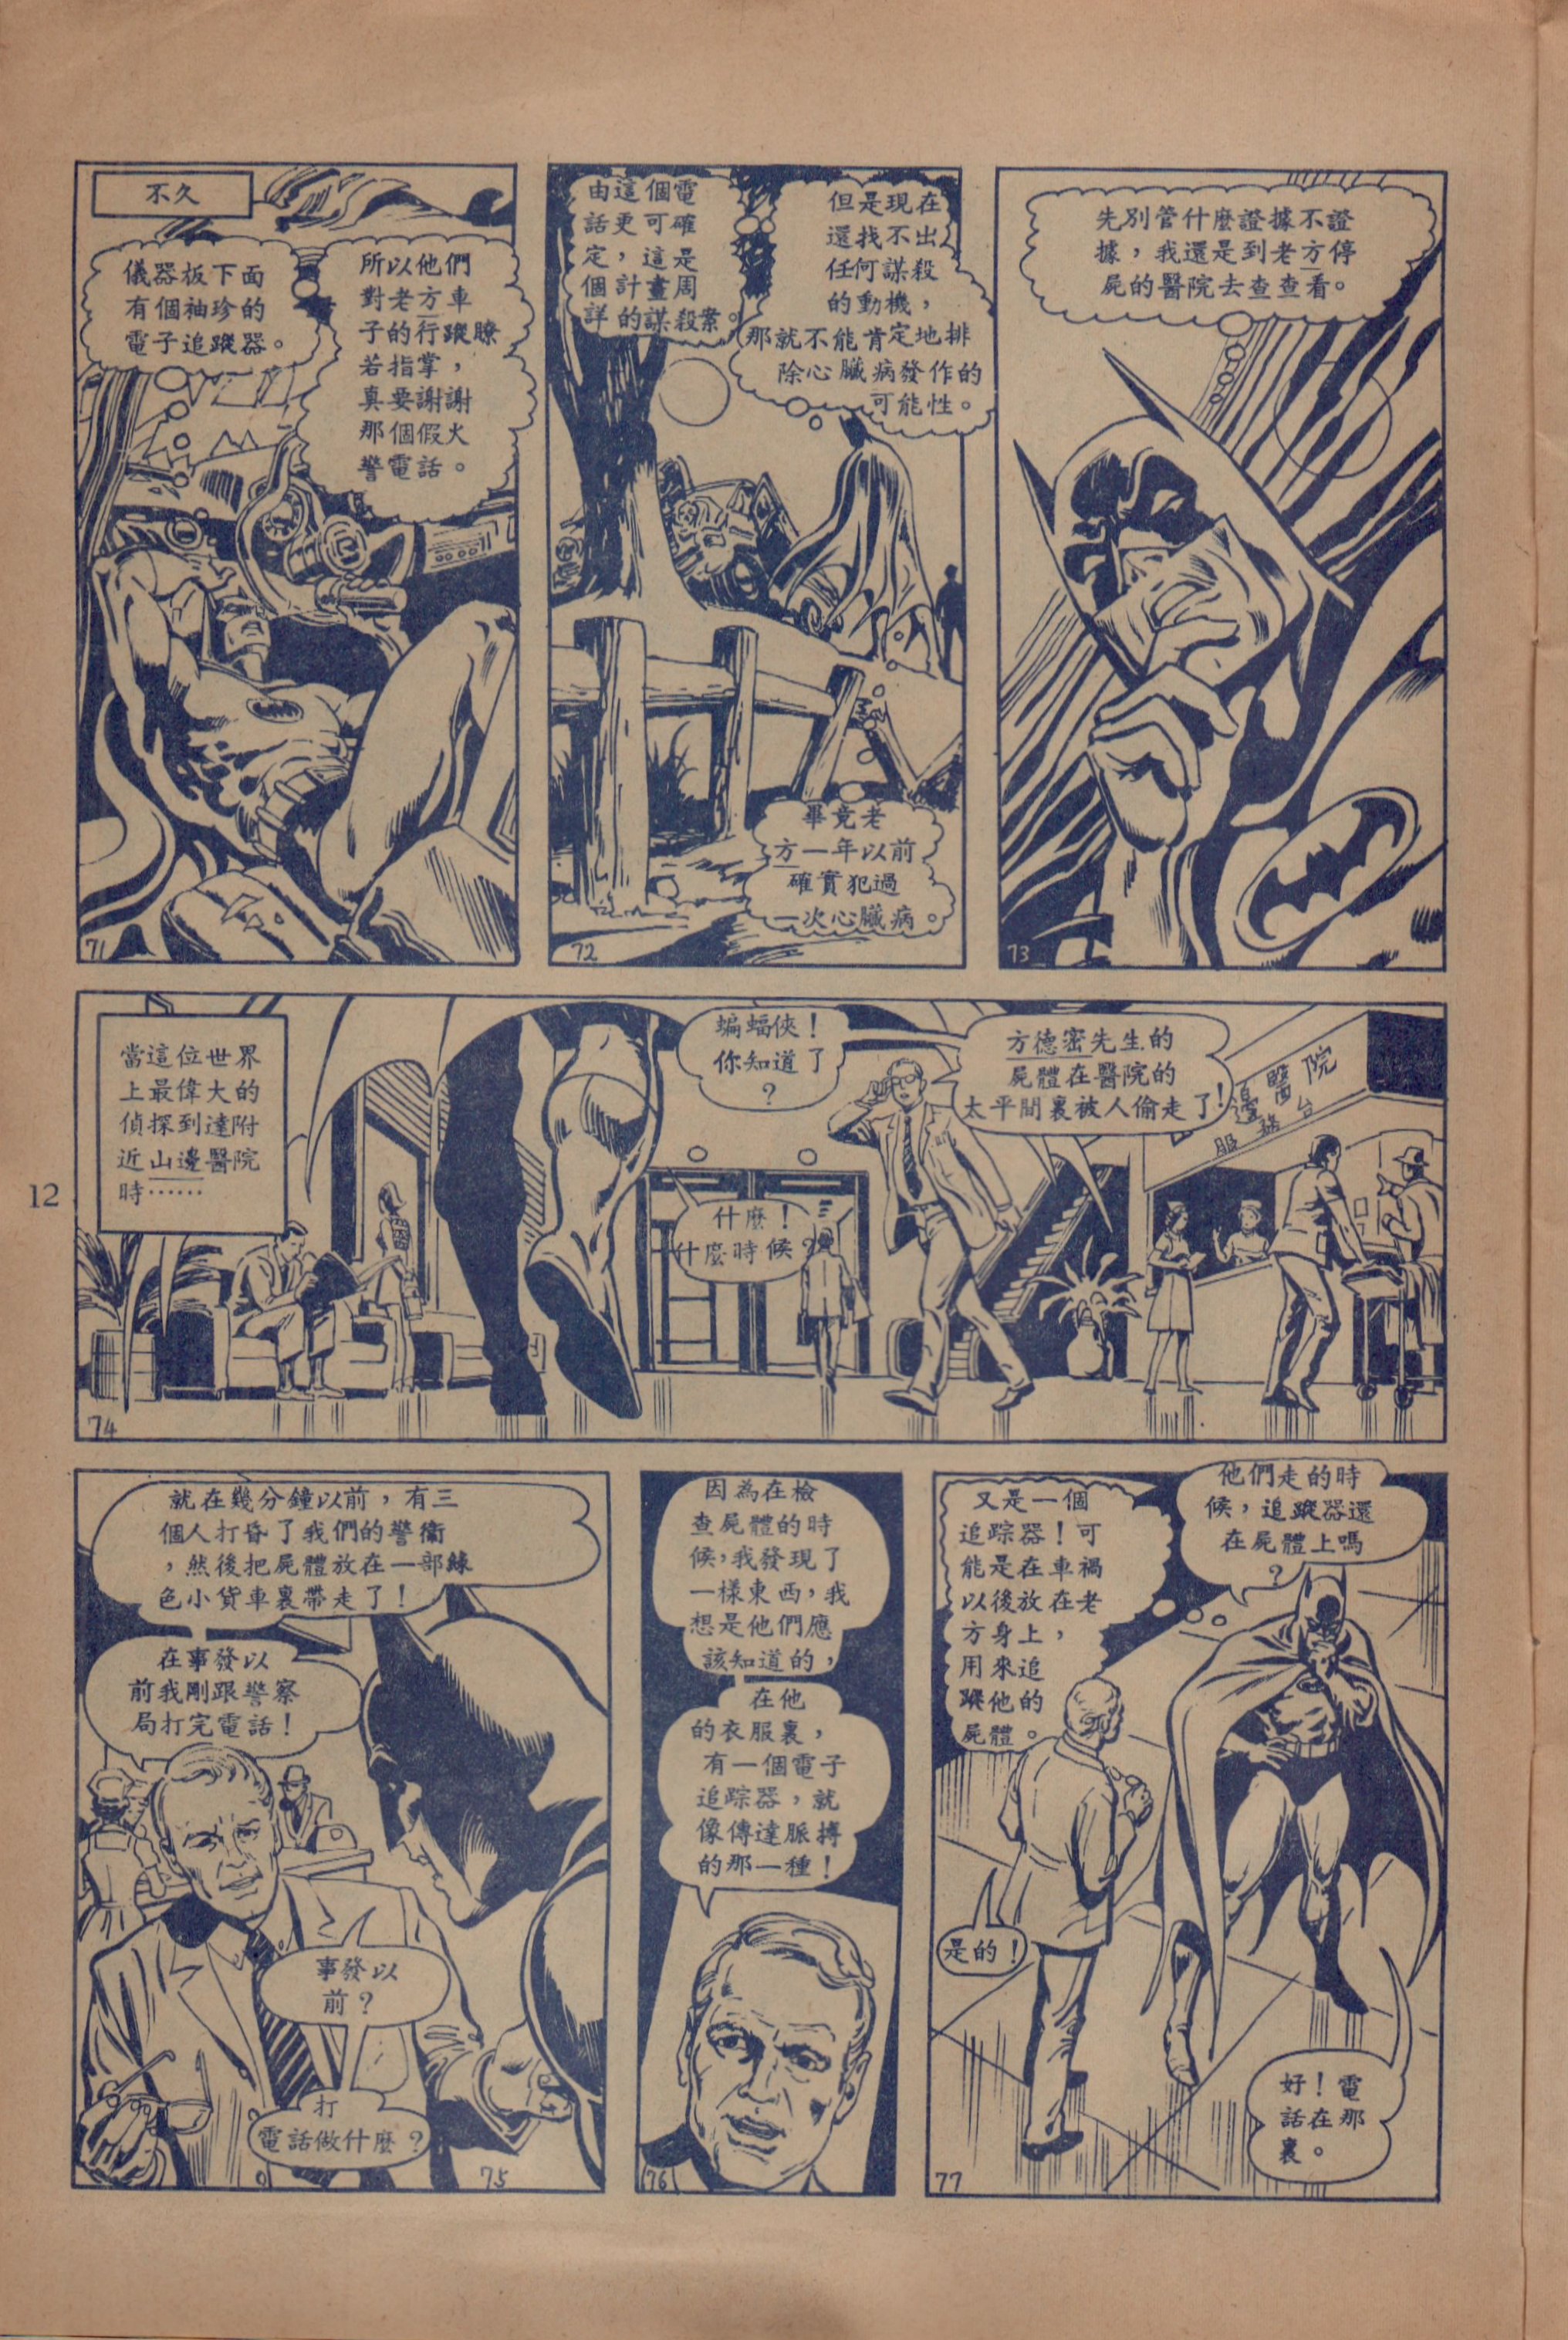 不久
儀器板下面
有個袖珍的
電子追蹤器。
所以他們
對老方車
子的行蹤瞭
若指掌，
真要謝謝
那個假火
警電話。
71
由這個電
話更可確
定，這是
個計畫周
詳的謀殺案。
但是現在
還找不出
任何謀殺
的動機，
那就不能肯定地排
除心臟病發作的
可能性。
畢竟老
方一年以前
確實犯過
一次心臟病。
72
先別管什麼證據不證
據，我還是到老方停
屍的醫院去查查看。
73
12
當這位世界
上最偉大的
偵探到達附
近山邊醫院
時……
蝙蝠俠！
你知道了
？
方德密先生的
屍體在醫院的
太平間裏被人偷走了！
邊醫院
服務台
什麼！
什麼時候？
74
就在幾分鐘以前，有三
個人打昏了我們的警衞
，然後把屍體放在一部綠
色小貨車裏帶走了！
在事發以
前我剛跟警察
局打完電話！
事發以
前？
打
電話做什麼？
75
因為在檢
查屍體的時
候，我發現了
一樣東西，我
想是他們應
該知道的，
在他
的衣服裏，
有一個電子
追踪器，就
像傳達脈搏
的那一種！
76
又是一個
追踪器！可
能是在車禍
以後放在老
方身上，
用來追
蹤他的
屍體。
他們走的時
候，追蹤器還
在屍體上嗎
？
是的！
好！電
話在那
裏。
77